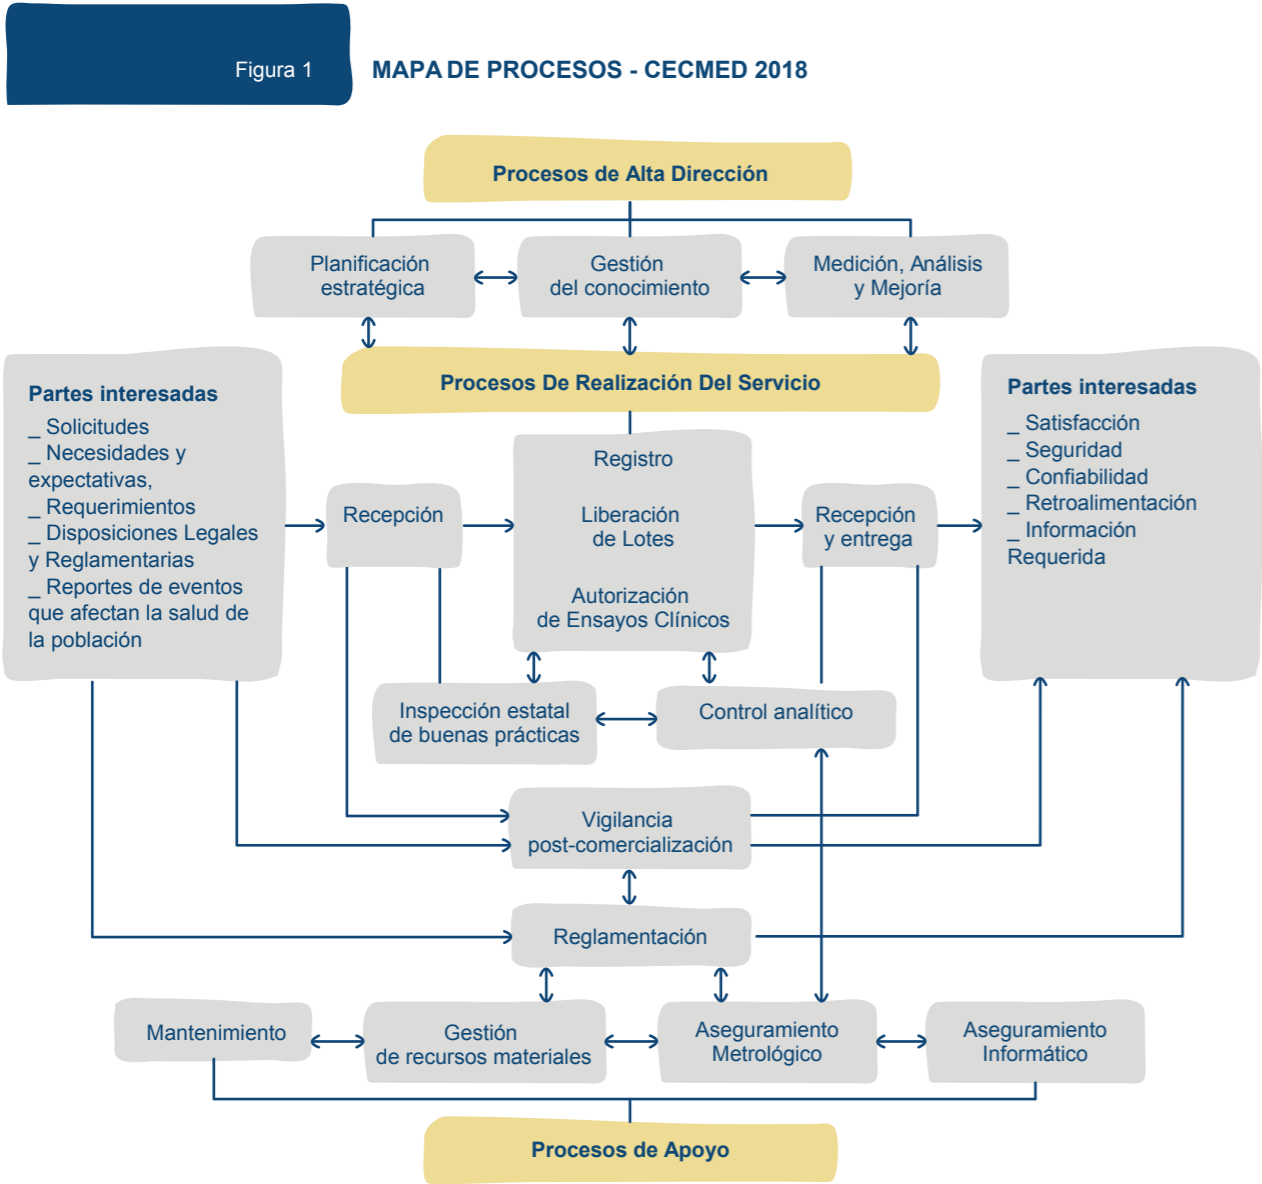 Figura 1
MAPA DE PROCESOS - CECMED 2018
Procesos de Alta Dirección
Planificación
estratégica
Gestión
del conocimiento
Medición, Análisis
y Mejoría
Procesos De Realización Del Servicio
Partes interesadas
_ Solicitudes
_ Necesidades y
expectativas,
_ Requerimientos
_ Disposiciones Legales
y Reglamentarias
_ Reportes de eventos
que afectan la salud de
la población
Recepción
Registro
Liberación
de Lotes
Autorización
de Ensayos Clínicos
Recepción
y entrega
Partes interesadas
_ Satisfacción
_ Seguridad
_ Confiabilidad
_ Retroalimentación
_ Información
Requerida
Inspección estatal
de buenas prácticas
Control analítico
Vigilancia
post-comercialización
Reglamentación
Mantenimiento
Gestión
de recursos materiales
Aseguramiento
Metrológico
Aseguramiento
Informático
Procesos de Apoyo